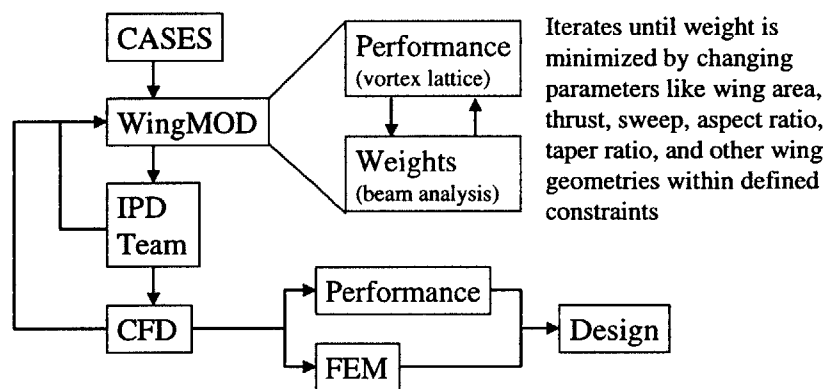 CASES
WingMOD
IPD
Team
CFD
Performance
(vortex lattice)
Weights
(beam analysis)
Iterates until weight is
minimized by changing
parameters like wing area,
thrust, sweep, aspect ratio,
taper ratio, and other wing
geometries within defined
constraints
Performance
FEM
Design